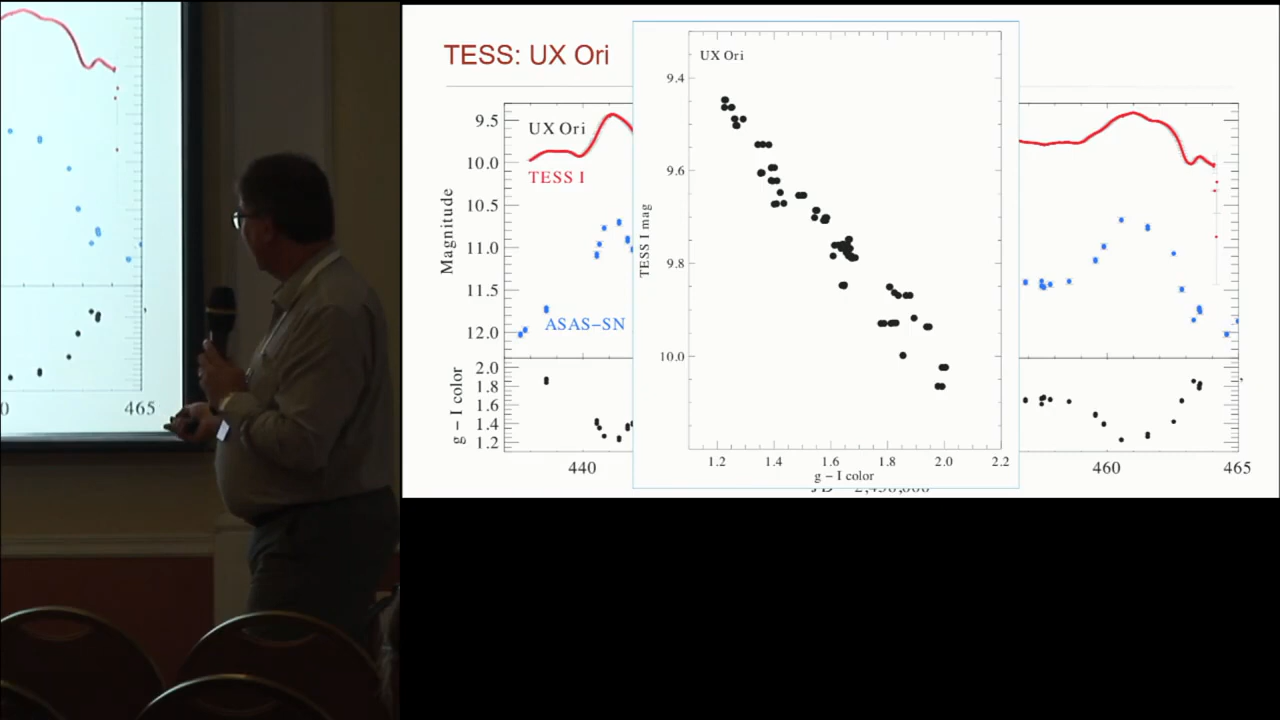 TESS: UX Ori
UX Ori
TESS I
ASAS–SN
Magnitude
9.5
10.0
10.5
11.0
11.5
12.0
g – I color
2.0
1.8
1.6
1.4
1.2
440
460
465
UX Ori
TESS I mag
9.4
9.6
9.8
10.0
1.2 1.4 1.6 1.8 2.0 2.2
g – I color
0
465